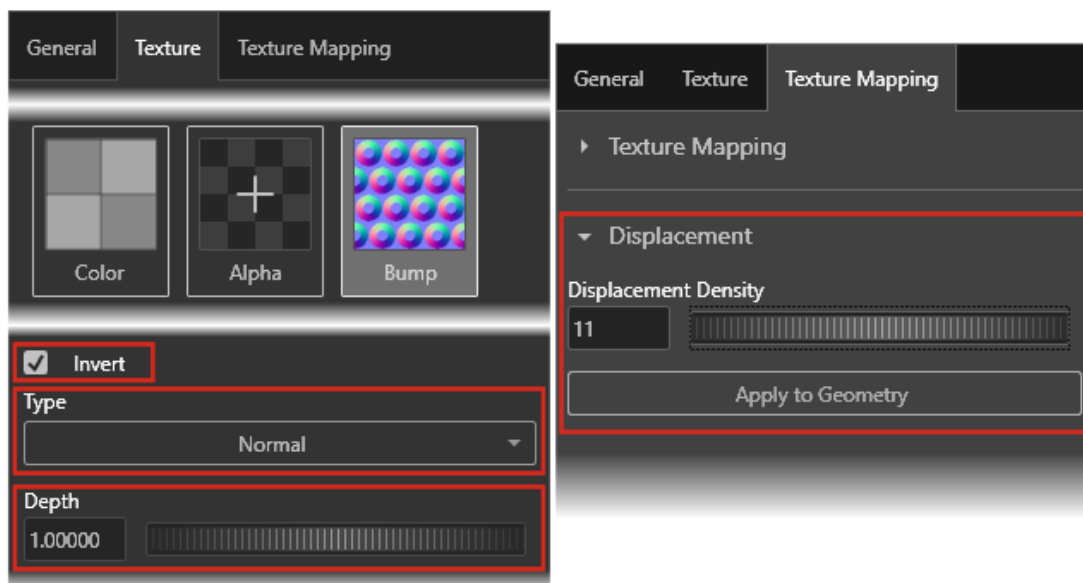 General Texture Texture Mapping
Color Alpha Bump
Invert
Type
Normal
Depth
1.00000
General Texture Texture Mapping
Texture Mapping
Displacement
Displacement Density
11
Apply to Geometry